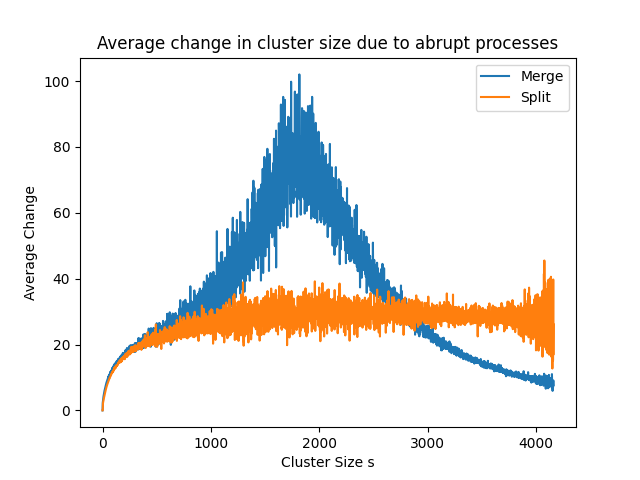 Average change in cluster size due to abrupt processes
Merge
Split
100
80
60
40
20
0
Average Change
0 1000 2000 3000 4000
Cluster Size s